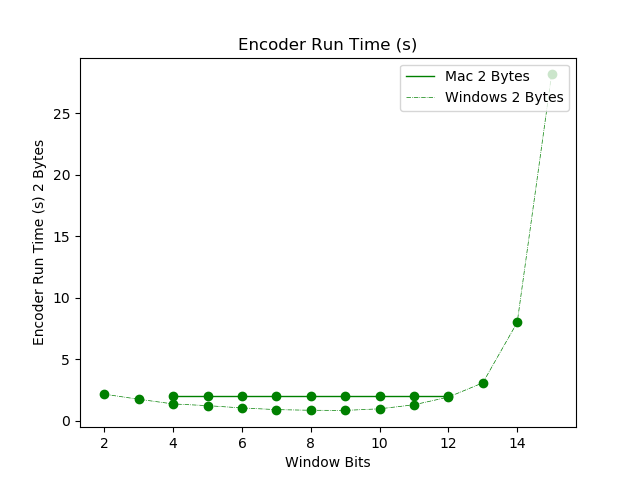 Encoder Run Time (s)
Mac 2 Bytes
Windows 2 Bytes
Encoder Run Time (s) 2 Bytes
25
20
15
10
5
0
2 4 6 8 10 12 14
Window Bits